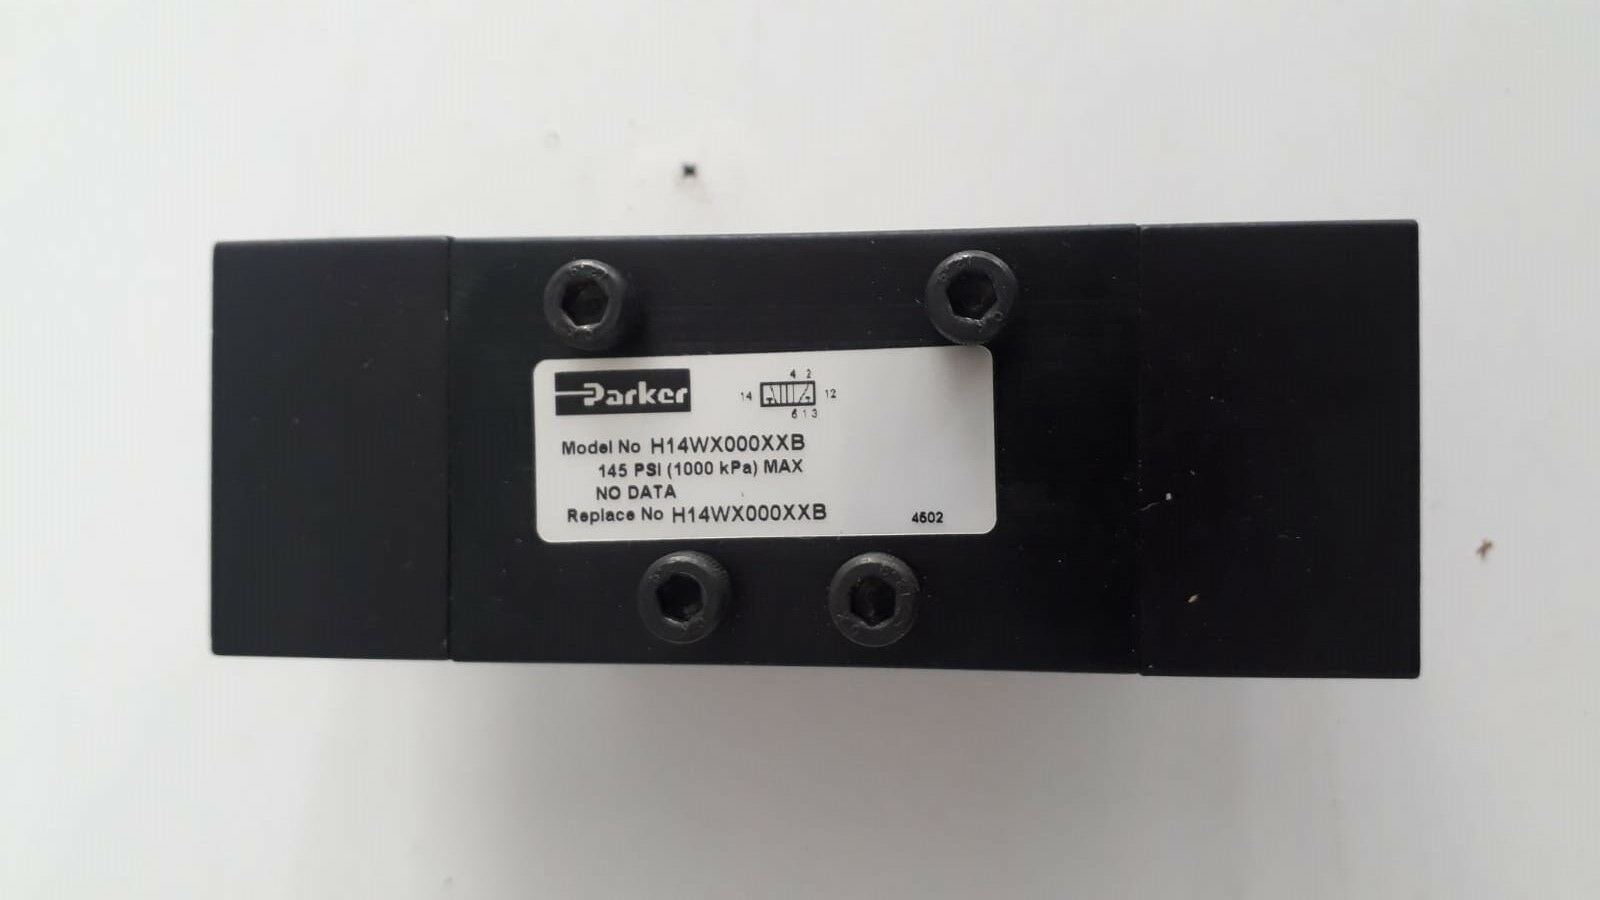 Parker
4 2
14 12
6 1 3
Model No H14WX000XXB
145 PSI (1000 kPa) MAX
NO DATA
Replace No H14WX000XXB
4502